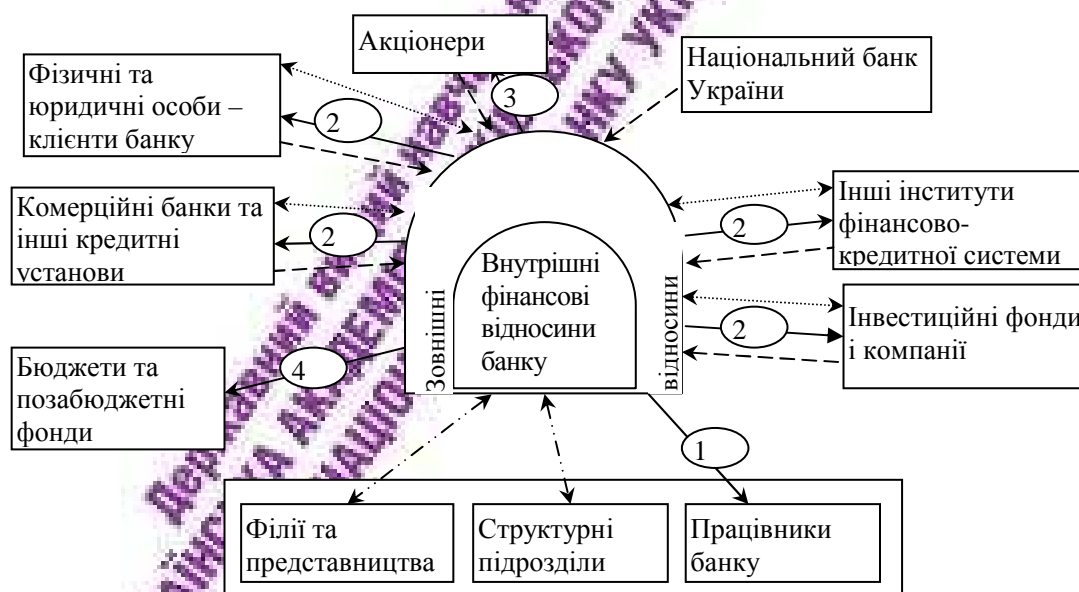 Акціонери
3
Національний банк
України
Фізичні та
юридичні особи –
клієнти банку
2
Комерційні банки та
інші кредитні
установи
2
Інші інститути
фінансово-
кредитної системи
2
Внутрішні
фінансові
відносини
банку
Зовнішні
відносини
Інвестиційні фонди
і компанії
2
Бюджети та
позабюджетні
фонди
4
1
Філії та
представництва
Структурні
підрозділи
Працівники
банку
Державний